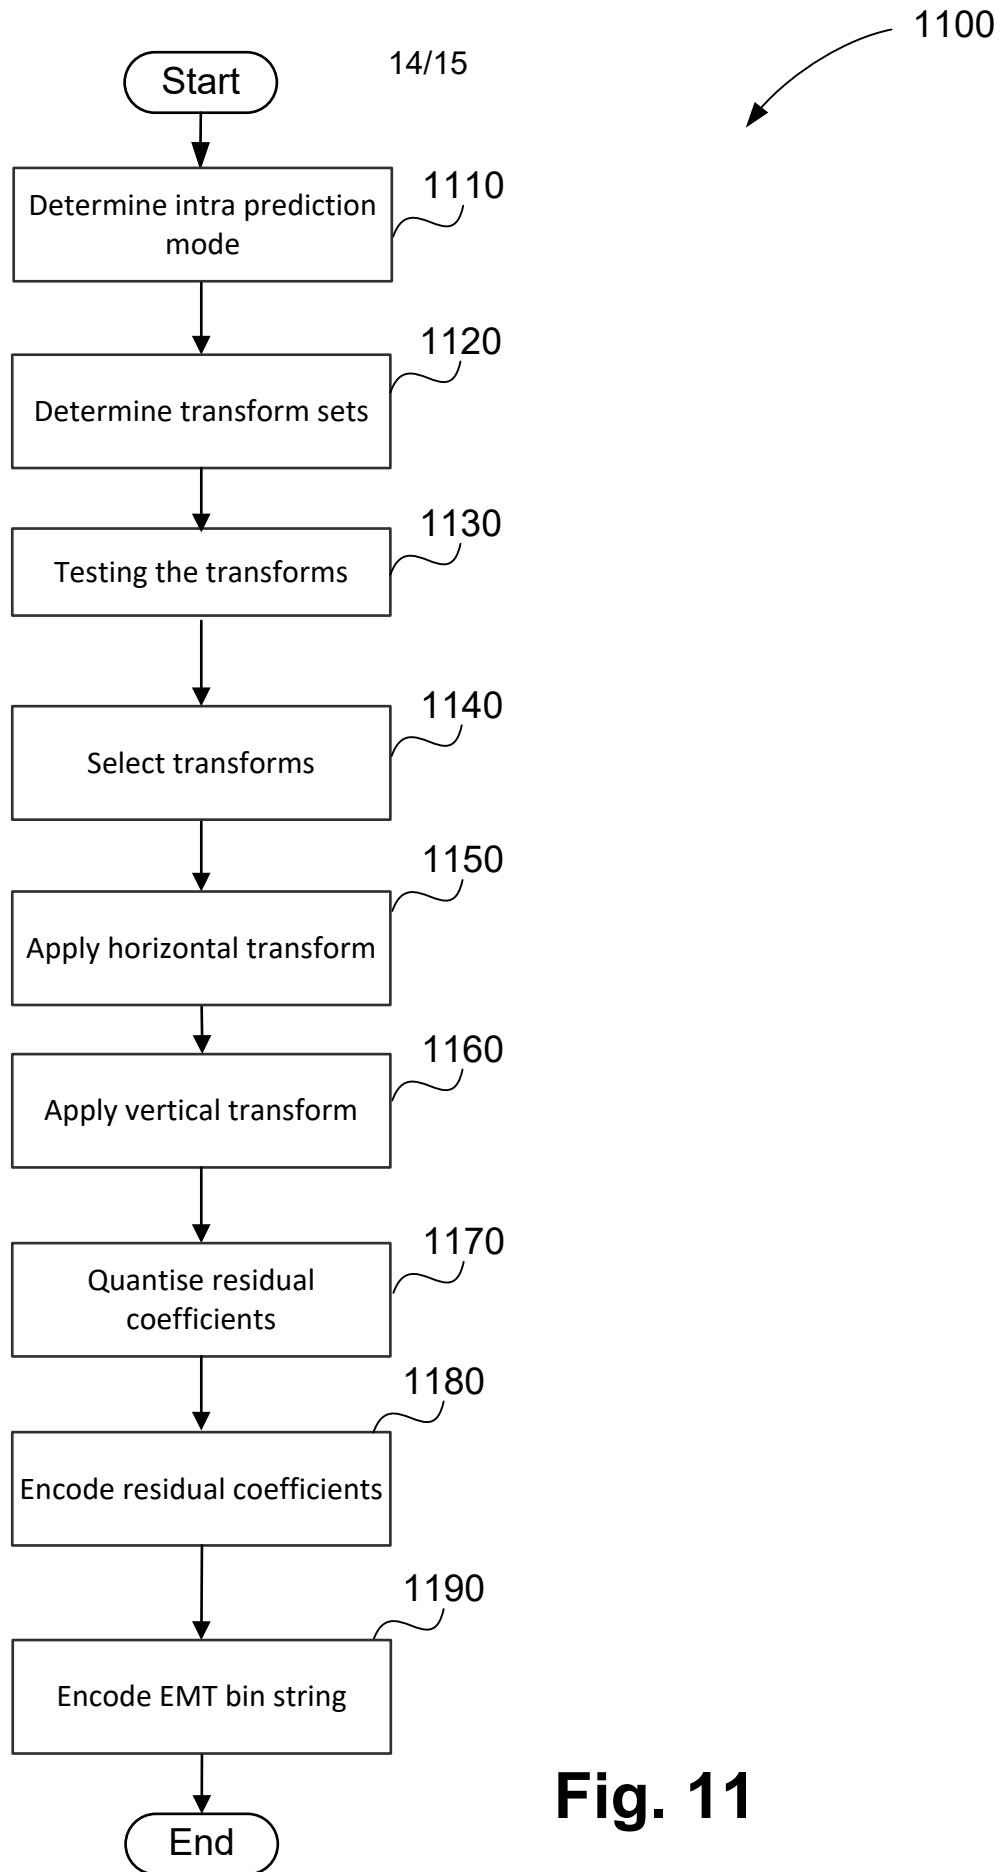 1100
14/15
Start
1110
Determine intra prediction
mode
1120
Determine transform sets
1130
Testing the transforms
1140
Select transforms
1150
Apply horizontal transform
1160
Apply vertical transform
1170
Quantise residual
coefficients
1180
Encode residual coefficients
1190
Encode EMT bin string
Fig. 11
End